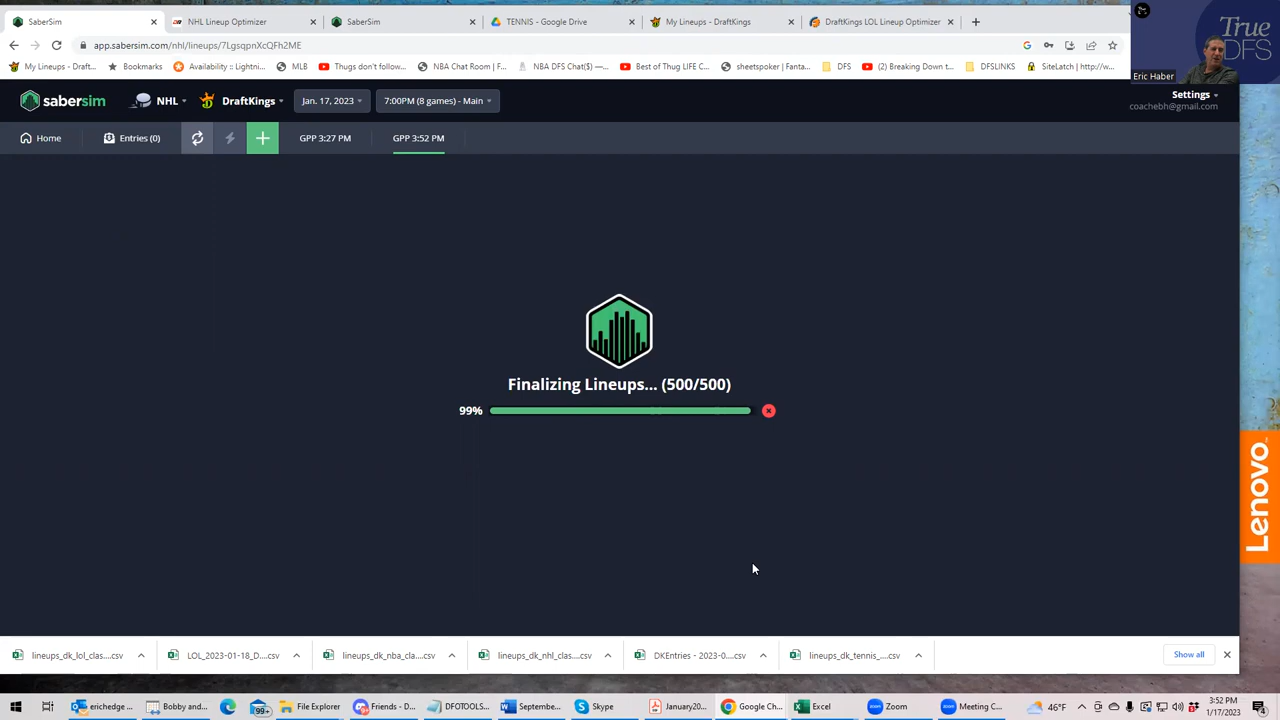 SaberSim
NHL Lineup Optimizer
SaberSim
TENNIS - Google Drive
My Lineups - DraftKings
DraftKings LOL Lineup Optimizer
True
DFS
app.sabersim.com/nhl/lineups/7LgsqpnXcQFh2ME
My Lineups - Draft...
Bookmarks
Availability :: Lightni...
MLB
Thugs don't follow...
NBA Chat Room | F...
NBA DFS Chat($) —...
Best of Thug LIFE C...
sheetspoker | Fanta...
DFS
(2) Breaking Down t...
DFSLINKS
SiteLatch | http://w...
Eric Haber
sabersim
NHL
DraftKings
Jan. 17, 2023
7:00PM (8 games) - Main
Settings
coachebh@gmail.com
Home
Entries (0)
GPP 3:27 PM
GPP 3:52 PM
Finalizing Lineups... (500/500)
99%
Lenovo
lineups_dk_lol_clas....csv
LOL_2023-01-18_D....csv
lineups_dk_nba_cla....csv
lineups_dk_nhl_clas....csv
DKEntries - 2023-0....csv
lineups_dk_tennis_....csv
Show all
erichedge ...
Bobby and...
99+
File Explorer
Friends - D...
DFOTOOLS...
Septembe...
Skype
January20...
Google Ch...
Excel
Zoom
Meeting C...
46°F
3:52 PM
1/17/2023
4